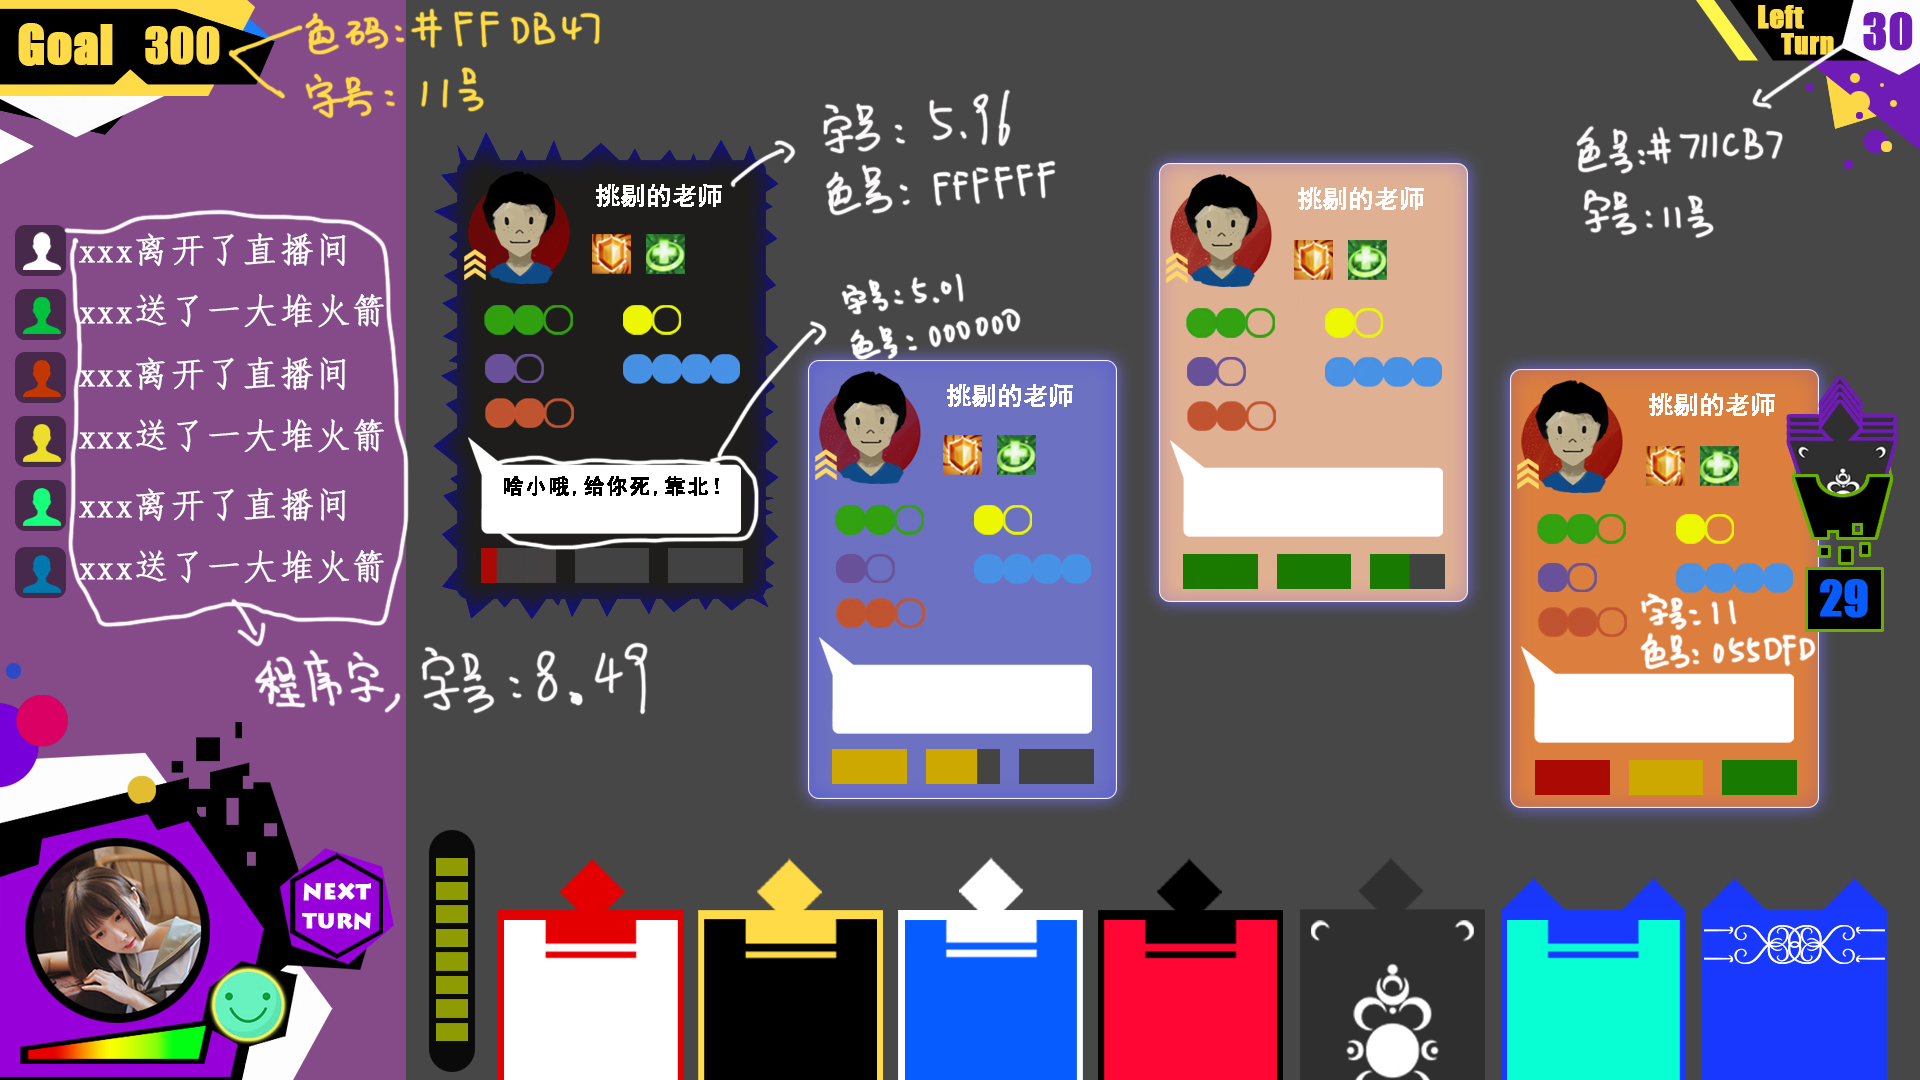 Goal 300
色码:#FFDB47
字号:11号
Left
Turn
30
色号:#711CB7
字号:11号
字号:5.96
色号:FFFFFF
挑剔的老师
挑剔的老师
xxx离开了直播间
xxx送了一大堆火箭
xxx离开了直播间
xxx送了一大堆火箭
xxx离开了直播间
xxx送了一大堆火箭
字号:5.01
色号:000000
挑剔的老师
挑剔的老师
啥小哦,给你死,靠北!
29
字号:11
色号:055DFD
程序字,字号:8.49
NEXT
TURN